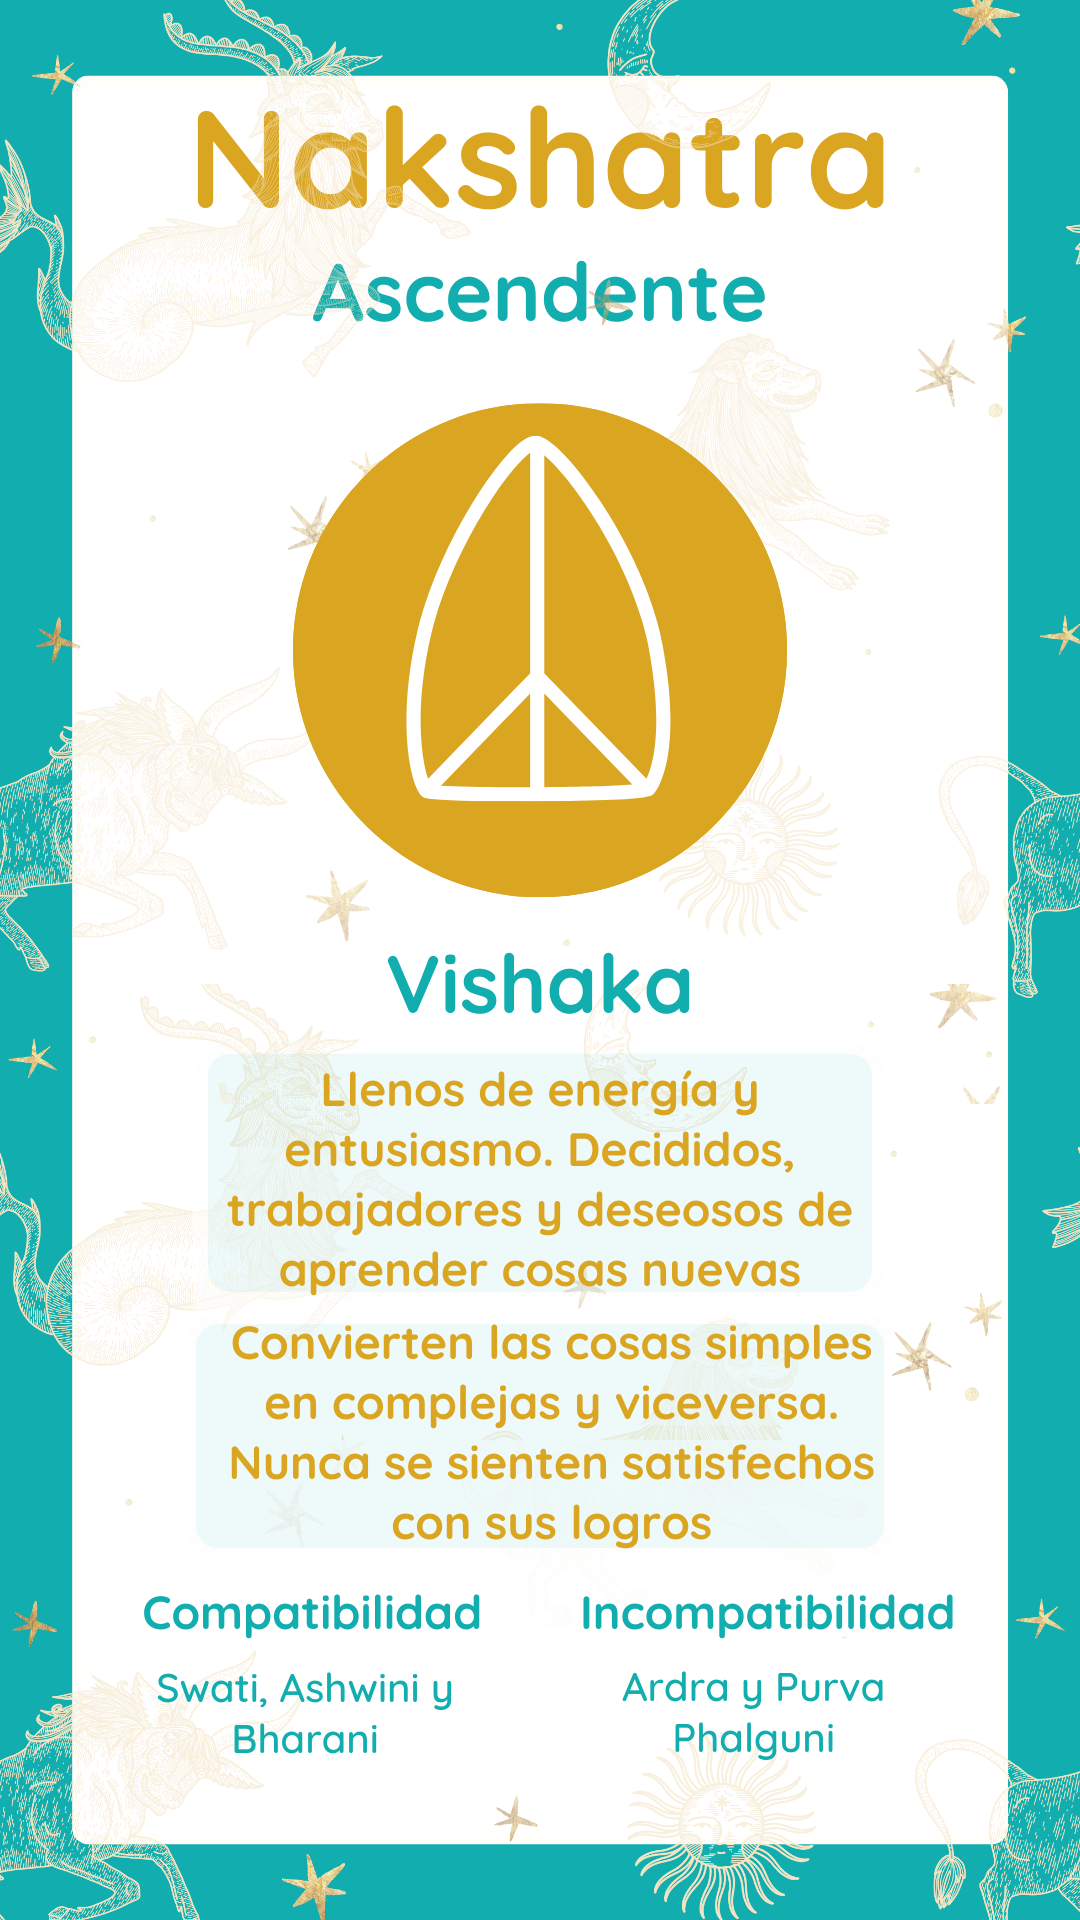 Nakshatra
Ascendente
Vishaka
Llenos de energía y
entusiasmo. Decididos,
trabajadores y deseosos de
aprender cosas nuevas
Convierten las cosas simples
en complejas y viceversa.
Nunca se sienten satisfechos
con sus logros
Compatibilidad
Swati, Ashwini y
Bharani
Incompatibilidad
Ardra y Purva
Phalguni